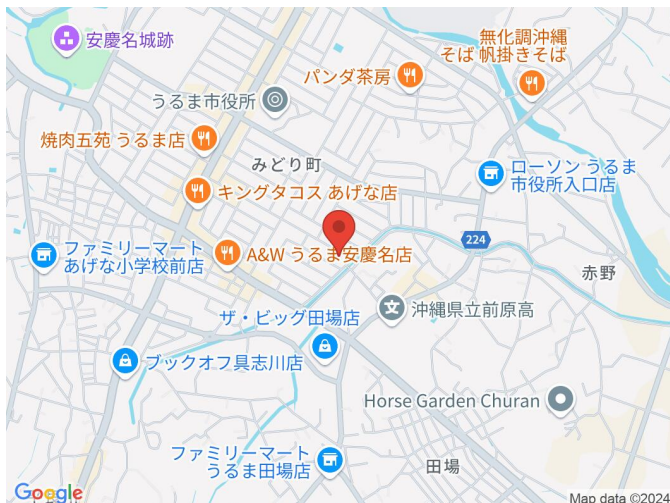 安慶名城跡
無化調沖縄
そば 帆掛きそば
パンダ茶房
うるま市役所
焼肉五苑 うるま店
みどり町
ローソン うるま
市役所入口店
キングタコス あげな店
224
ファミリーマート
あげな小学校前店
A&W うるま安慶名店
赤野
沖縄県立前原高
ザ・ビッグ田場店
ブックオフ具志川店
Horse Garden Churan
ファミリーマート
うるま田場店
田場
Google
Map data ©2024